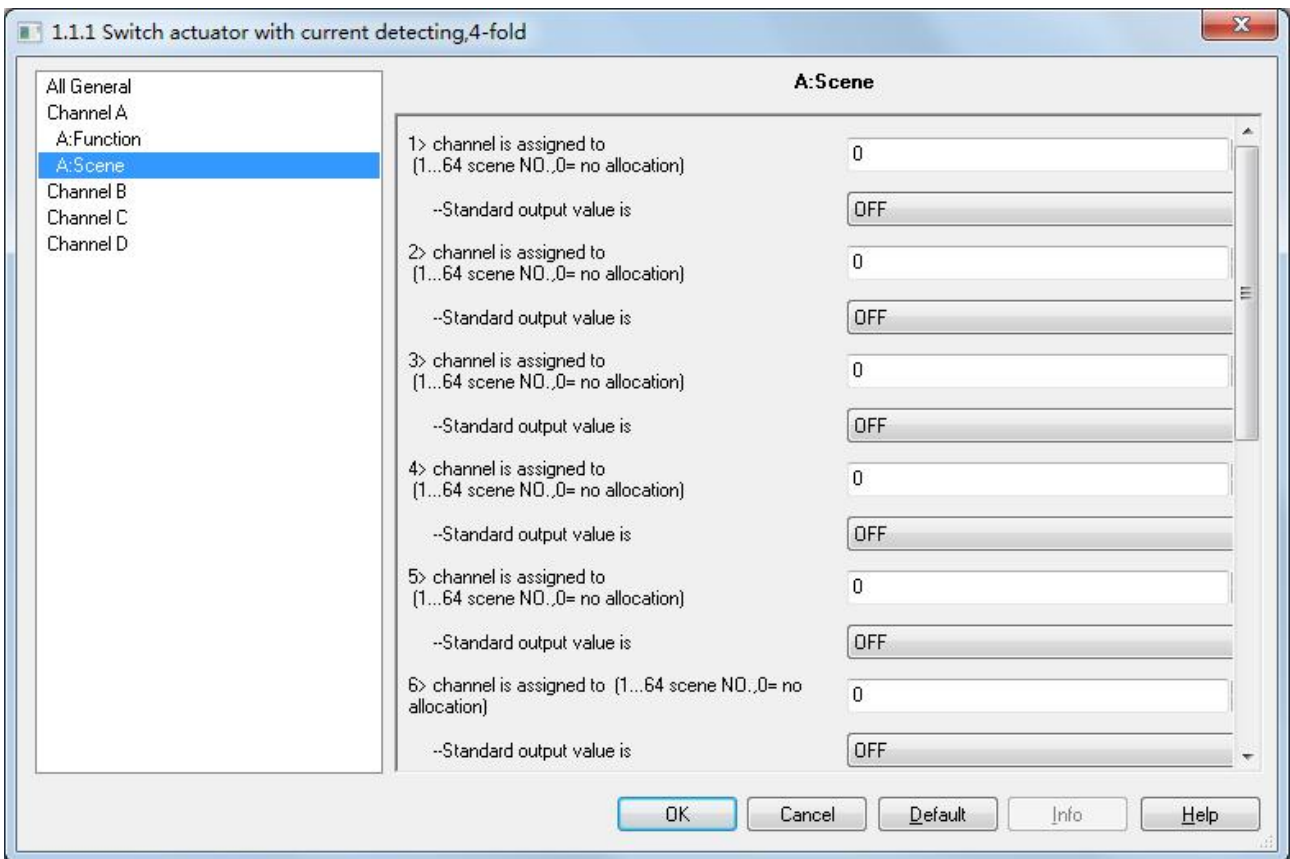 1.1.1 Switch actuator with current detecting,4-fold
All General
Channel A
A:Function
A:Scene
Channel B
Channel C
Channel D
A:Scene
1> channel is assigned to
(1...64 scene NO.,0= no allocation)
0
--Standard output value is
OFF
2> channel is assigned to
(1...64 scene NO.,0= no allocation)
0
--Standard output value is
OFF
3> channel is assigned to
(1...64 scene NO.,0= no allocation)
0
--Standard output value is
OFF
4> channel is assigned to
(1...64 scene NO.,0= no allocation)
0
--Standard output value is
OFF
5> channel is assigned to
(1...64 scene NO.,0= no allocation)
0
--Standard output value is
OFF
6> channel is assigned to (1...64 scene NO.,0= no
allocation)
0
--Standard output value is
OFF
OK
Cancel
Default
Info
Help